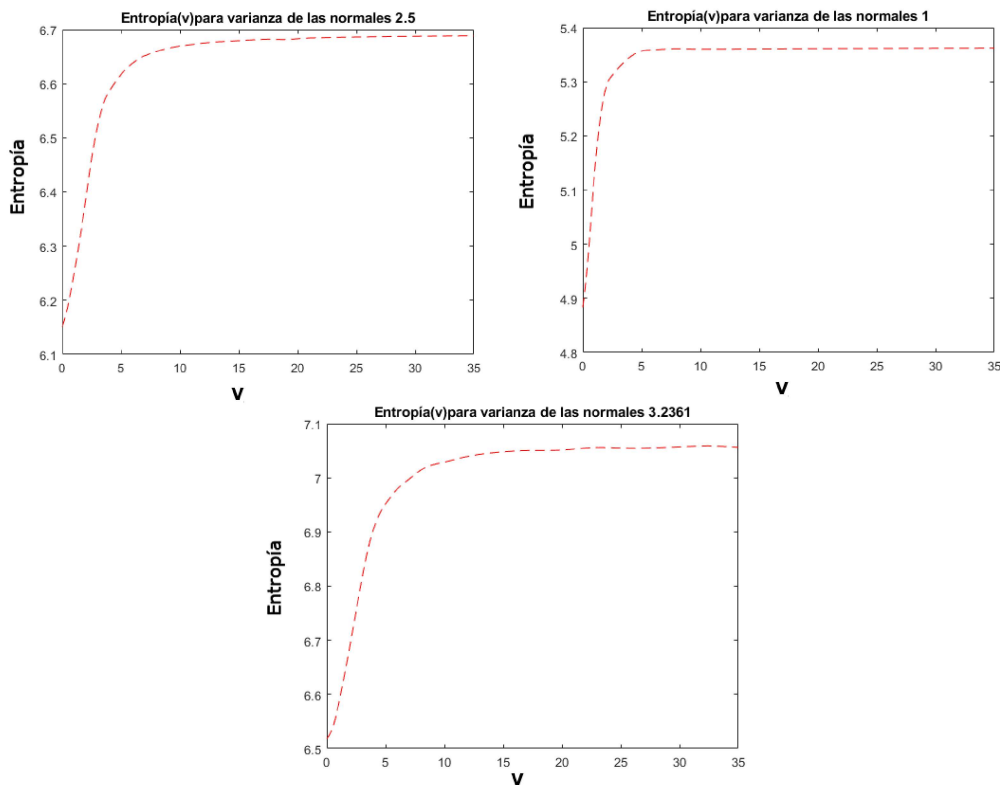 Entropía(v)para varianza de las normales 2.5
6.7
6.6
6.5
6.4
6.3
6.2
6.1
Entropía
0 5 10 15 20 25 30 35
V
Entropía(v)para varianza de las normales 1
5.4
5.3
5.2
5.1
5
4.9
4.8
Entropía
0 5 10 15 20 25 30 35
V
Entropía(v)para varianza de las normales 3.2361
7.1
7
6.9
6.8
6.7
6.6
6.5
Entropía
0 5 10 15 20 25 30 35
V